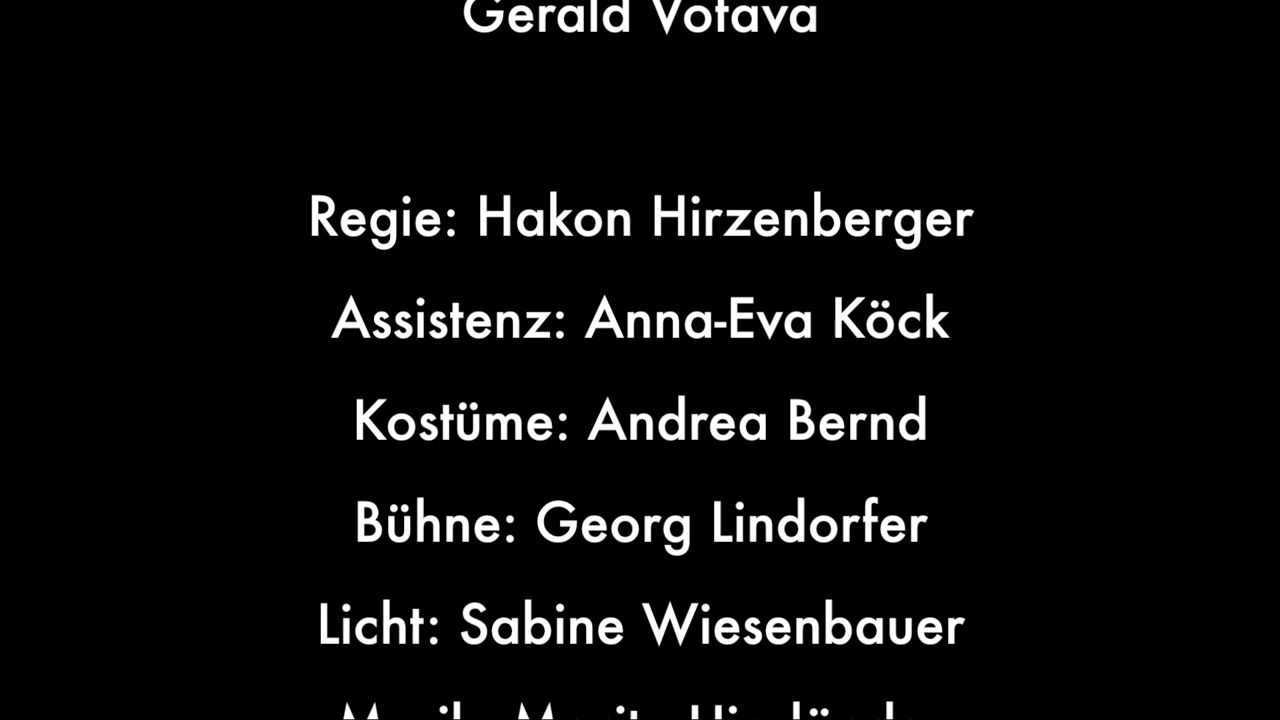 Gerald Votava
Regie: Hakon Hirzenberger
Assistenz: Anna-Eva Köck
Kostüme: Andrea Bernd
Bühne: Georg Lindorfer
Licht: Sabine Wiesenbauer